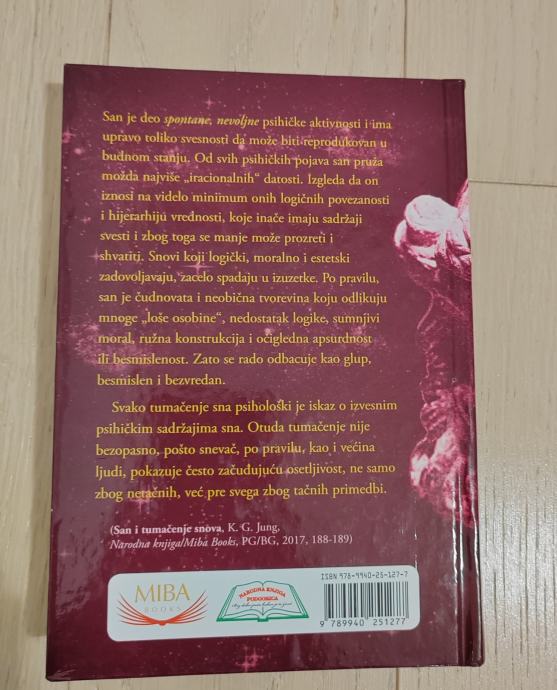 San je deo spontane, nevoljne psihičke aktivnosti i ima
upravo toliko svesnosti da može biti reprodukovan u
budnom stanju. Od svih psihičkih pojava san pruža
možda najviše „iracionalnih“ datosti. Izgleda da on
iznosi na videlo minimum onih logičnih povezanosti
i hijerarhiju vrednosti, koje inače imaju sadržaji
svesti i zbog toga se manje može prozreti i
shvatiti. Snovi koji logički, moralno i estetski
zadovoljavaju, zacelo spadaju u izuzetke. Po pravilu,
san je čudnovata i neobična tvorevina koju odlikuju
mnoge „loše osobine“, nedostatak logike, sumnjivi
moral, ružna konstrukcija i očigledna apsurdnost
ili besmislenost. Zato se rado odbacuje kao glup,
besmislen i bezvredan.
Svako tumačenje sna psihološki je iskaz o izvesnim
psihičkim sadržajima sna. Otuda tumačenje nije
bezopasno, pošto snevač, po pravilu, kao i većina
ljudi, pokazuje često začuđujuću osetljivost, ne samo
zbog netačnih, već pre svega zbog tačnih primedbi.
(San i tumačenje snova, K. G. Jung,
Narodna knjiga/Miba Books, PG/BG, 2017, 188-189)
MIBA
BOOKS
NARODNA KNJIGA
PODGORICA
ISBN 978-9940-25-127-7
9 789940 251277